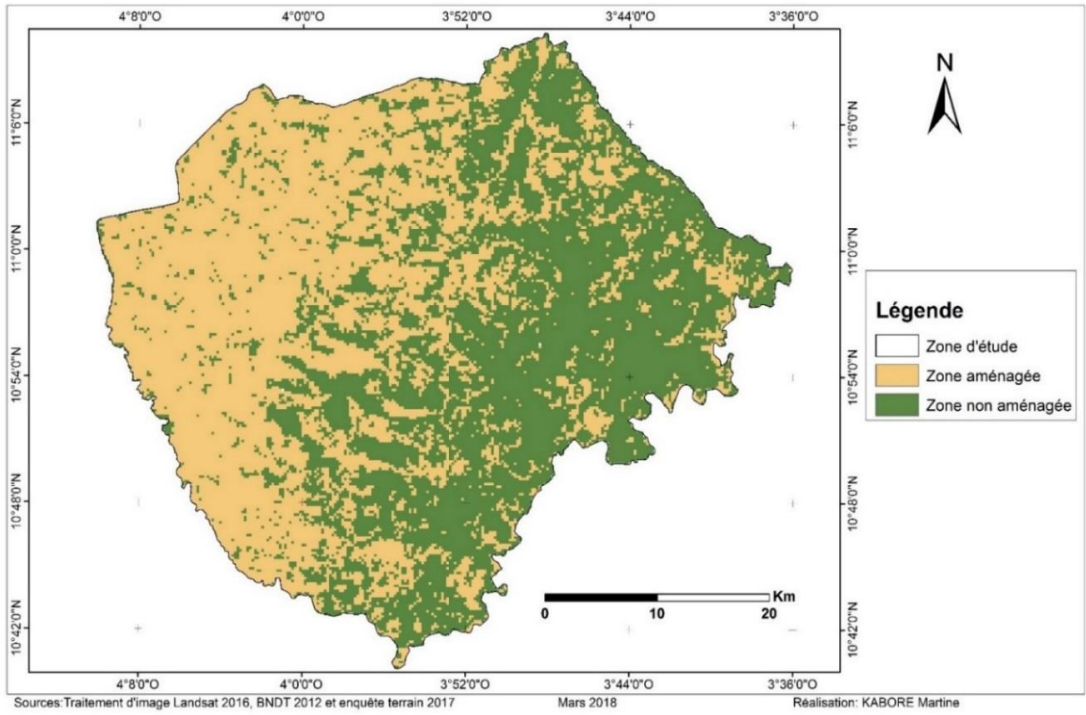 4°8'0"O 4°0'0"O 3°52'0"O 3°44'0"O 3°36'0"O
N
11°6'0"N 11°6'0"N
11°0'0"N 11°0'0"N
Légende
Zone d'étude
10°54'0"N Zone aménagée 10°54'0"N
Zone non aménagée
10°48'0"N 10°48'0"N
Km
0 10 20
10°42'0"N 10°42'0"N
4°8'0"O 4°0'0"O 3°52'0"O 3°44'0"O 3°36'0"O
Sources:Traitement d'image Landsat 2016, BNDT 2012 et enquête terrain 2017 Mars 2018 Réalisation: KABORE Martine